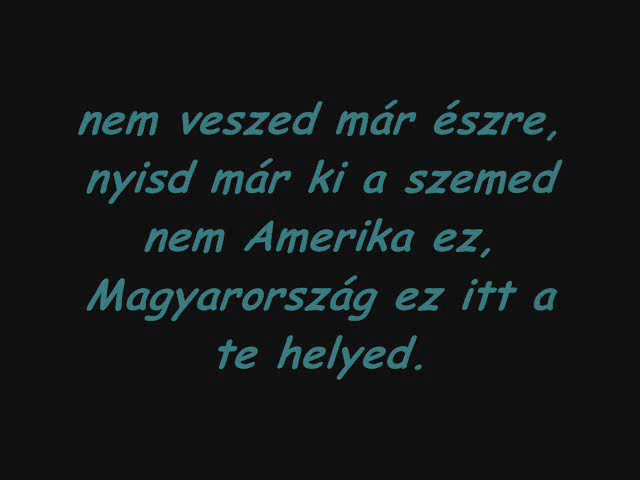 nem veszed már észre,
nyisd már ki a szemed
nem Amerika ez,
Magyarország ez itt a
te helyed.